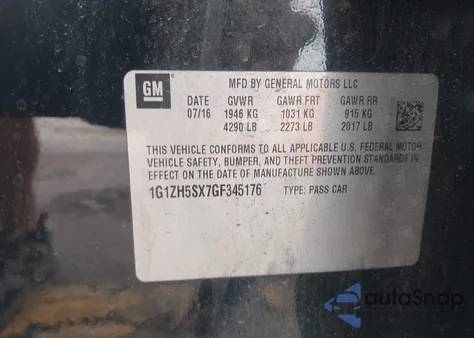 GM
MFD BY GENERAL MOTORS LLC
DATE GVWR GAWR FRT GAWR RR
07/16 1946 KG 1031 KG 915 KG
4290 LB 2273 LB 2017 LB
THIS VEHICLE CONFORMS TO ALL APPLICABLE U.S. FEDERAL MOTOR
VEHICLE SAFETY, BUMPER, AND THEFT PREVENTION STANDARDS IN
EFFECT ON THE DATE OF MANUFACTURE SHOWN ABOVE.
1G1ZH5SX7GF345176 TYPE: PASS CAR
autoSnap